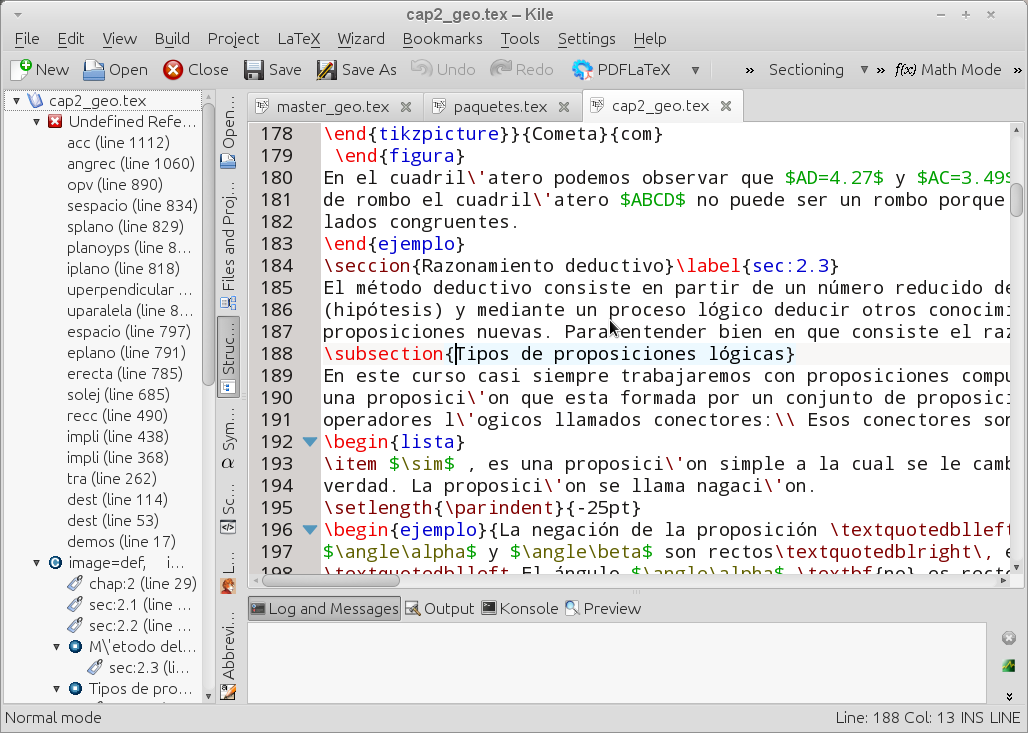 cap2_geo.tex – Kile
File Edit View Build Project LaTeX Wizard Bookmarks Tools Settings Help
New Open Close Save Save As Undo Redo PDFLaTeX » Sectioning » f(x) Math Mode »
cap2_geo.tex
Undefined Refe...
acc (line 1112)
angrec (line 1060)
opv (line 890)
sespacio (line 834)
splano (line 829)
planoyps (line 8...
iplano (line 818)
uperpendicular ...
uparalela (line 8...
espacio (line 797)
eplano (line 791)
erecta (line 785)
solej (line 685)
recc (line 490)
impli (line 438)
impli (line 368)
tra (line 262)
dest (line 114)
dest (line 53)
demos (line 17)
image=def, i...
chap:2 (line 29)
sec:2.1 (line ...
sec:2.2 (line ...
M\'etodo del...
sec:2.3 (li...
Tipos de pro...
Open...
Files and Proj...
Struc...
Sym...
α
Sc...
L...
Abbrevi...
master_geo.tex paquetes.tex cap2_geo.tex
178 \end{tikzpicture}}{Cometa}{com}
179 \end{figura}
180 En el cuadril\'atero podemos observar que $AD=4.27$ y $AC=3.49$
181 de rombo el cuadril\'atero $ABCD$ no puede ser un rombo porque
182 lados congruentes.
183 \end{ejemplo}
184 \seccion{Razonamiento deductivo}\label{sec:2.3}
185 El método deductivo consiste en partir de un número reducido de
186 (hipótesis) y mediante un proceso lógico deducir otros conocimi
187 proposiciones nuevas. Para entender bien en que consiste el raz
188 \subsection{Tipos de proposiciones lógicas}
189 En este curso casi siempre trabajaremos con proposiciones compu
190 una proposici\'on que esta formada por un conjunto de proposici
191 operadores l\'ogicos llamados conectores:\\ Esos conectores son
192 \begin{lista}
193 \item $\sim$ , es una proposici\'on simple a la cual se le camb
194 verdad. La proposici\'on se llama nagaci\'on.
195 \setlength{\parindent}{-25pt}
196 \begin{ejemplo}{La negación de la proposición \textquotedblleft
197 $\angle\alpha$ y $\angle\beta$ son rectos\textquotedblright\, e
198 \textquotedblleft El ángulo $\angle\alpha$ \textbf{no} es recto
Log and Messages Output Konsole Preview
Normal mode
Line: 188 Col: 13 INS LINE